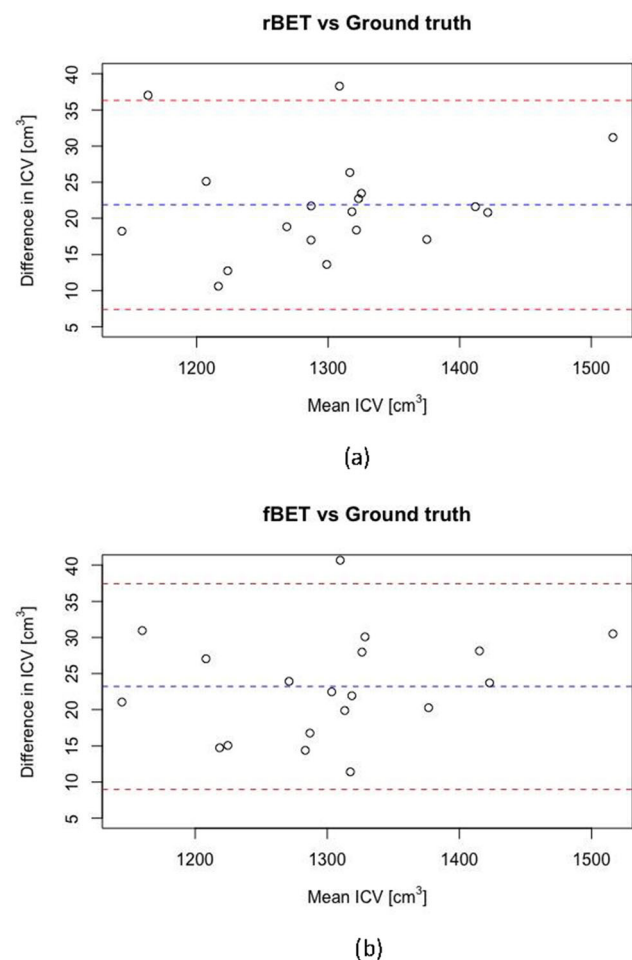 rBET vs Ground truth
Difference in ICV [cm³]
40
35
30
25
20
15
10
5
1200 1300 1400 1500
Mean ICV [cm³]
(a)
fBET vs Ground truth
Difference in ICV [cm³]
40
35
30
25
20
15
10
5
1200 1300 1400 1500
Mean ICV [cm³]
(b)